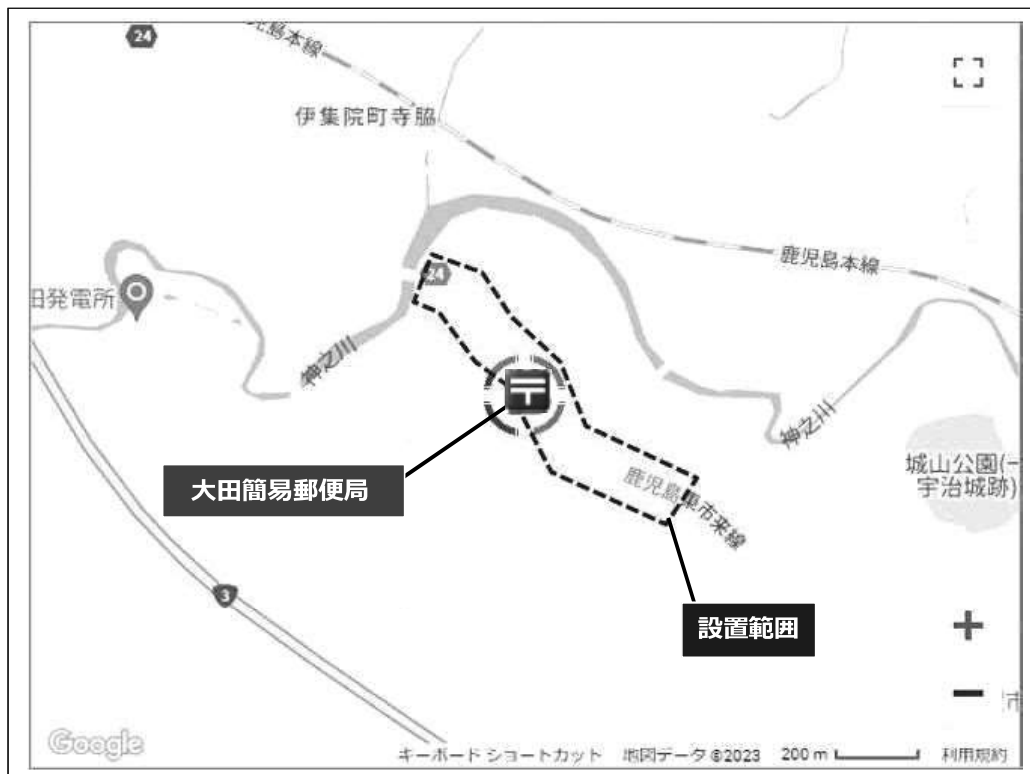 24
鹿児島本線
伊集院町寺脇
鹿児島本線
24
田発電所
神之川
神之川
城山公園(一
宇治城跡)
大田簡易郵便局
鹿児島東市来線
3
設置範囲
市
Google
キーボード ショートカット 地図データ ©2023 200 m 利用規約